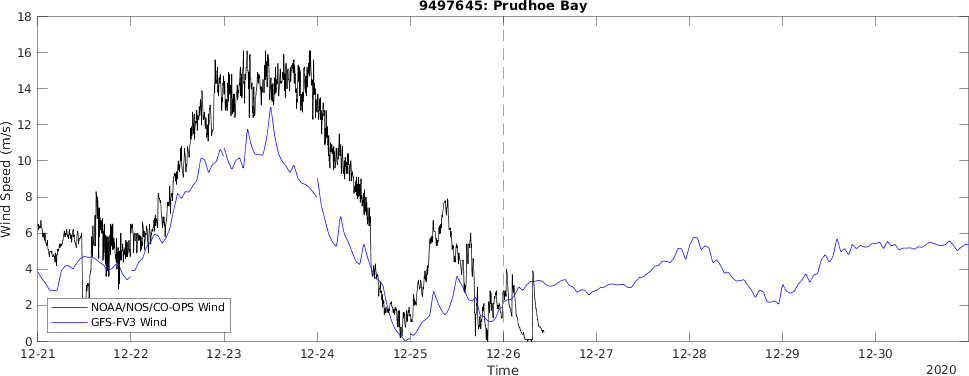 9497645: Prudhoe Bay
Wind Speed (m/s)
18
16
14
12
10
8
6
4
2
0
NOAA/NOS/CO-OPS Wind
GFS-FV3 Wind
12-21 12-22 12-23 12-24 12-25 12-26 12-27 12-28 12-29 12-30
Time
2020